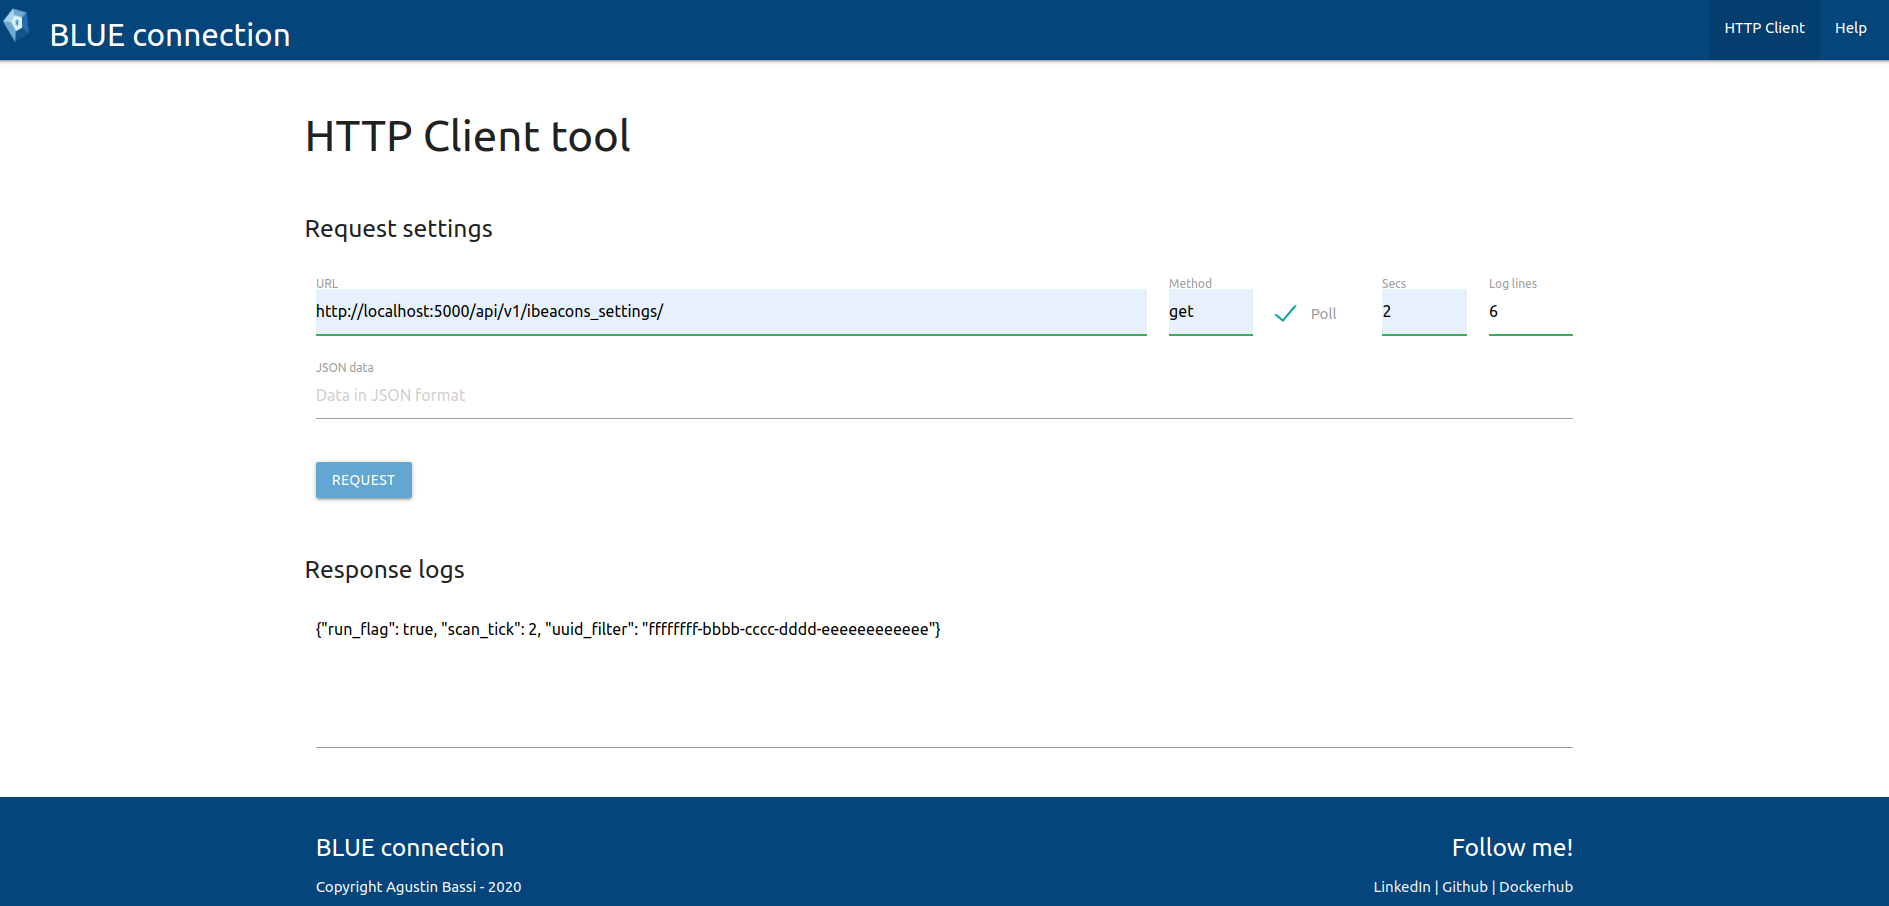 BLUE connection
HTTP Client Help
HTTP Client tool
Request settings
URL Method Secs Log lines
http://localhost:5000/api/v1/ibeacons_settings/ get Poll 2 6
JSON data
Data in JSON format
REQUEST
Response logs
{"run_flag": true, "scan_tick": 2, "uuid_filter": "ffffffff-bbbb-cccc-dddd-eeeeeeeeeeee"}
BLUE connection
Follow me!
Copyright Agustin Bassi - 2020
LinkedIn | Github | Dockerhub